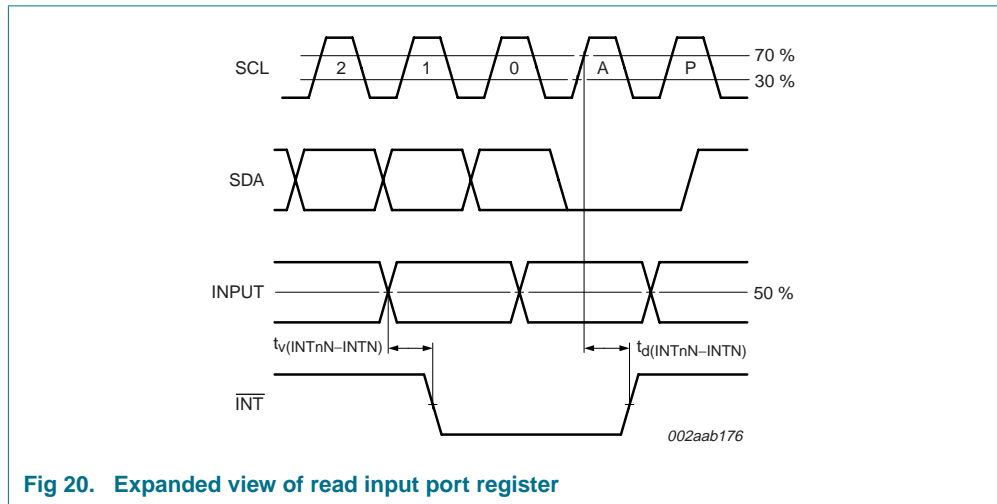 70 %
SCL 2 1 0 A P
30 %
SDA
INPUT 50 %
tv(INTnN–INTN) td(INTnN–INTN)
INT
002aab176
Fig 20. Expanded view of read input port register